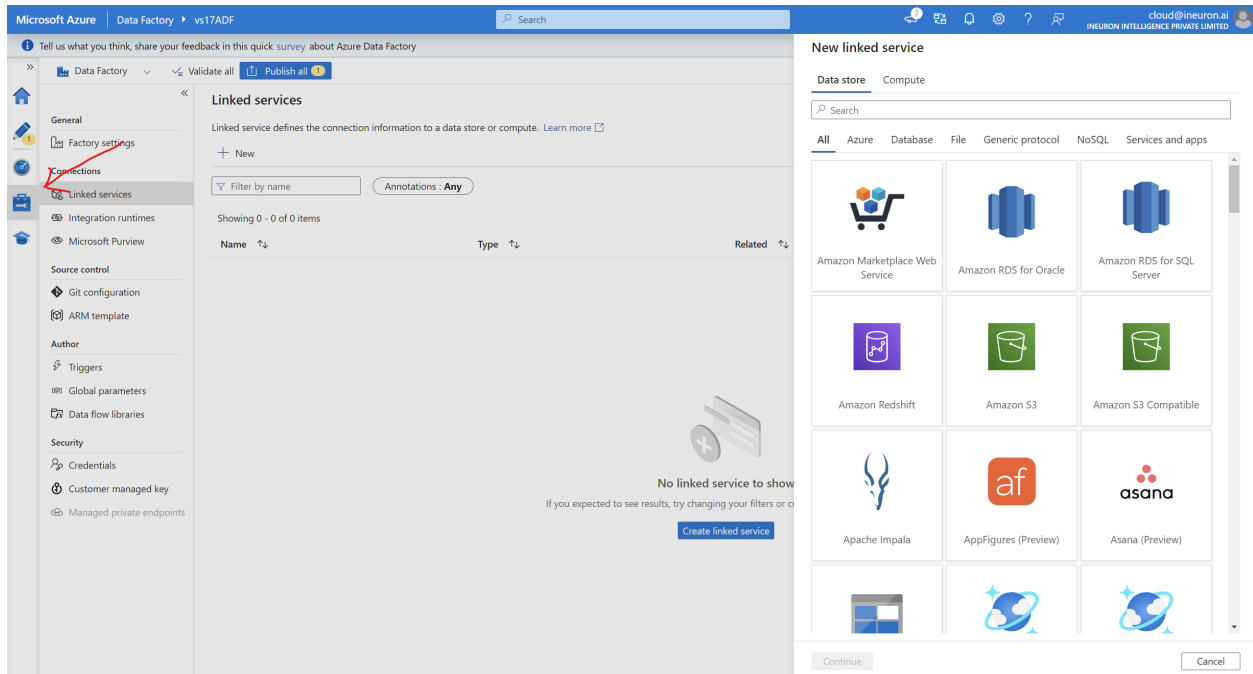 Microsoft Azure
Data Factory
vs17ADF
Search
3
cloud@ineuron.ai
INEURON INTELLIGENCE PRIVATE LIMITED
Tell us what you think, share your feedback in this quick survey about Azure Data Factory
Data Factory
Validate all
Publish all 1
1
General
Factory settings
Connections
Linked services
Integration runtimes
Microsoft Purview
Source control
Git configuration
ARM template
Author
Triggers
Global parameters
Data flow libraries
Security
Credentials
Customer managed key
Managed private endpoints
Linked services
Linked service defines the connection information to a data store or compute. Learn more
New
Filter by name
Annotations : Any
Showing 0 - 0 of 0 items
Name
Type
Related
No linked service to show
If you expected to see results, try changing your filters or c
Create linked service
New linked service
Data store
Compute
Search
All
Azure
Database
File
Generic protocol
NoSQL
Services and apps
Amazon Marketplace Web
Service
Amazon RDS for Oracle
Amazon RDS for SQL
Server
Amazon Redshift
Amazon S3
Amazon S3 Compatible
Apache Impala
af
AppFigures (Preview)
asana
Asana (Preview)
Continue
Cancel